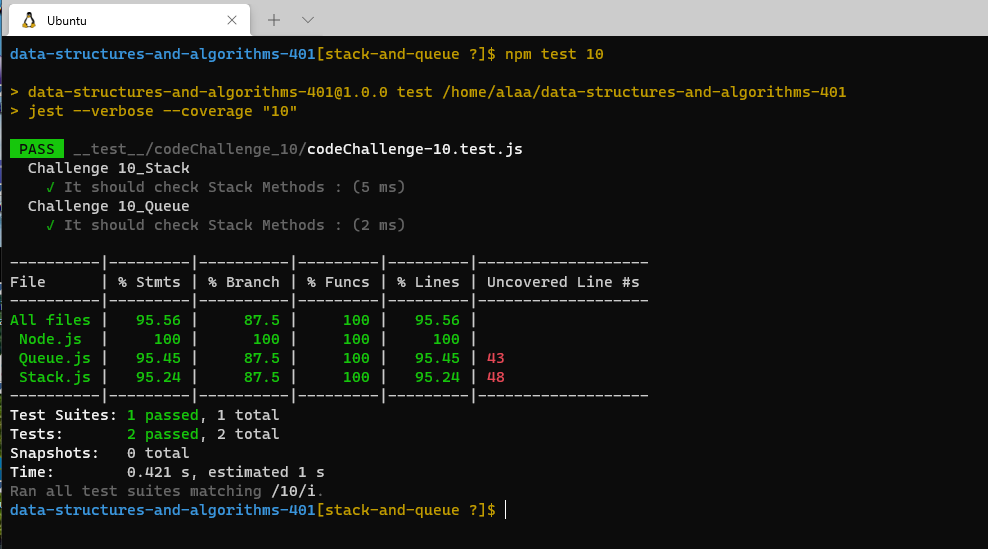 Ubuntu
data-structures-and-algorithms-401[stack-and-queue ?]$ npm test 10
> data-structures-and-algorithms-401@1.0.0 test /home/alaa/data-structures-and-algorithms-401
> jest --verbose --coverage "10"
PASS __test__/codeChallenge_10/codeChallenge-10.test.js
  Challenge 10_Stack
    √ It should check Stack Methods : (5 ms)
  Challenge 10_Queue
    √ It should check Stack Methods : (2 ms)
----------|---------|----------|---------|---------|-------------------
File      | % Stmts | % Branch | % Funcs | % Lines | Uncovered Line #s
----------|---------|----------|---------|---------|-------------------
All files |   95.56 |     87.5 |     100 |   95.56 |
 Node.js  |     100 |      100 |     100 |     100 |
 Queue.js |   95.45 |     87.5 |     100 |   95.45 | 43
 Stack.js |   95.24 |     87.5 |     100 |   95.24 | 48
----------|---------|----------|---------|---------|-------------------
Test Suites: 1 passed, 1 total
Tests:       2 passed, 2 total
Snapshots:   0 total
Time:        0.421 s, estimated 1 s
Ran all test suites matching /10/i.
data-structures-and-algorithms-401[stack-and-queue ?]$